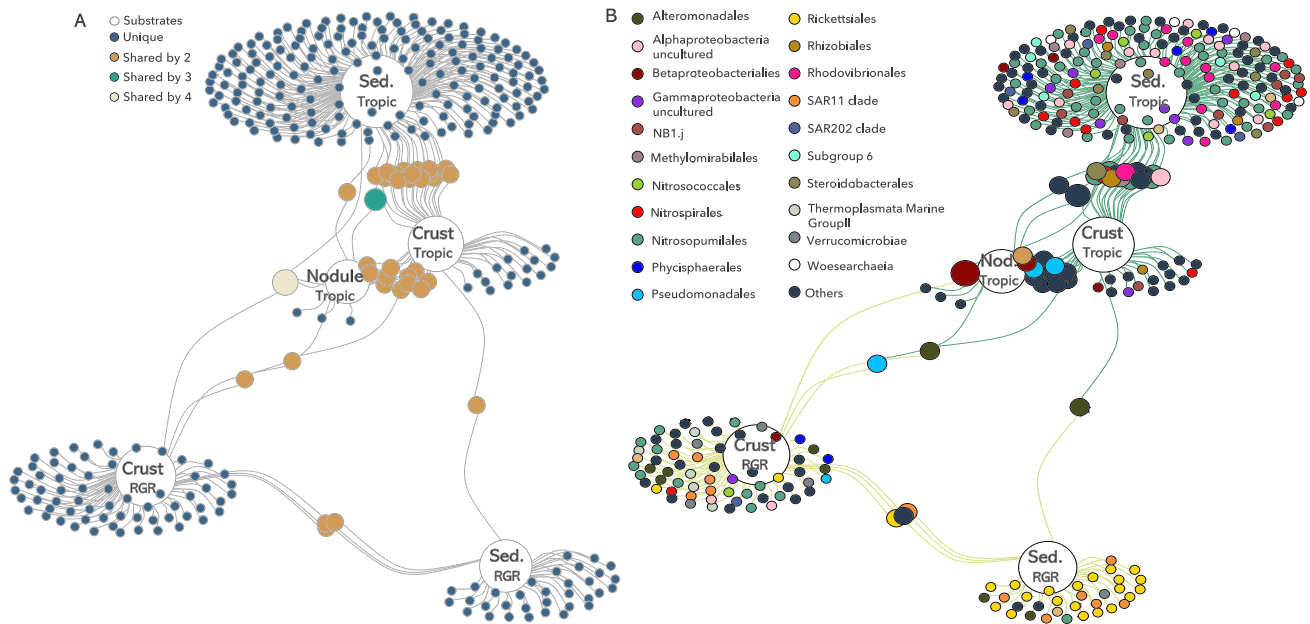 A
Substrates
Unique
Shared by 2
Shared by 3
Shared by 4
Sed.
Tropic
Crust
Tropic
Nodule
Tropic
Crust
RGR
Sed.
RGR
B
Alteromonadales
Alphaproteobacteria
uncultured
Betaproteobacterialies
Gammaproteobacteria
uncultured
NB1.j
Methylomirabilales
Nitrosococcales
Nitrospirales
Nitrosopumilales
Phycisphaerales
Pseudomonadales
Rickettsiales
Rhizobiales
Rhodovibrionales
SAR11 clade
SAR202 clade
Subgroup 6
Steroidobacterales
Thermoplasmata Marine
GroupII
Verrucomicrobiae
Woesearchaeia
Others
Sed.
Tropic
Crust
Tropic
Nod.
Tropic
Crust
RGR
Sed.
RGR